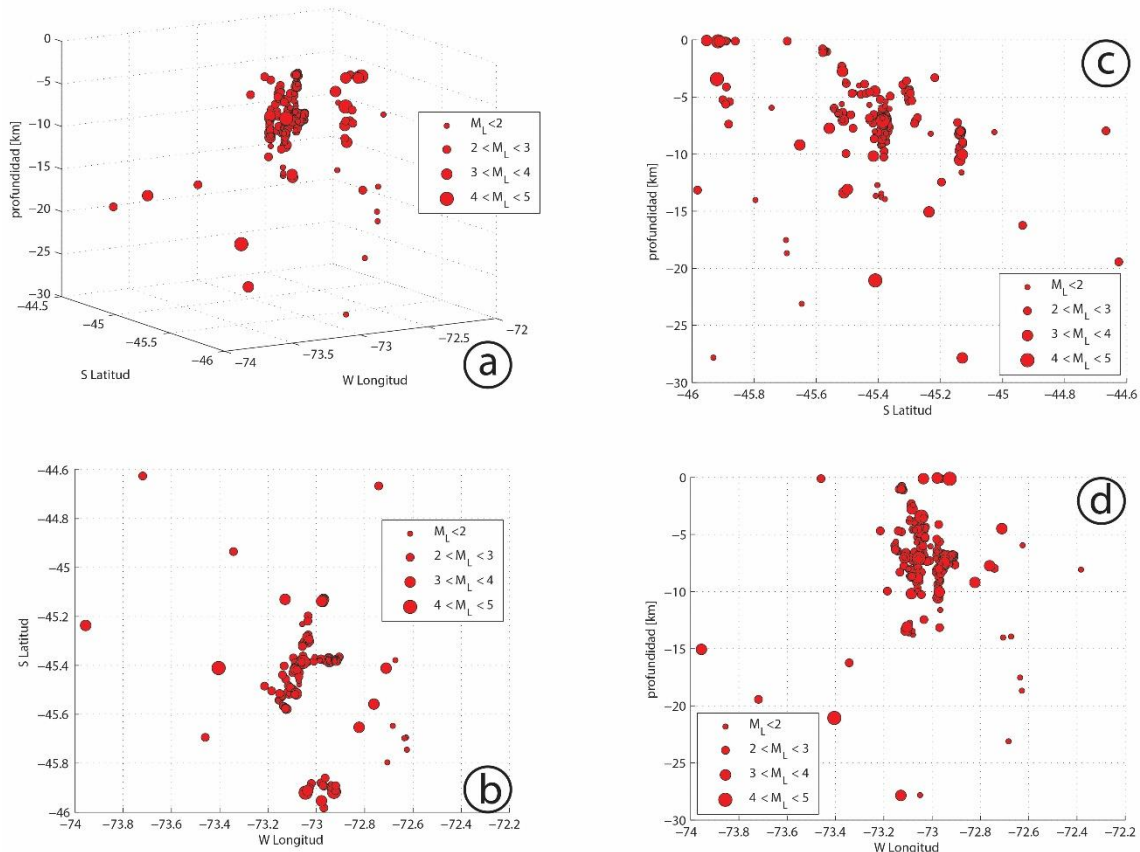 0
−5
−10
−15
−20
−25
−30
profundidad [km]
−44.5
−45
−45.5
−46
S Latitud
−74
−73.5
−73
−72.5
−72
W Longitud
M_L<2
2 < M_L < 3
3 < M_L < 4
4 < M_L < 5
a
0
−5
−10
−15
−20
−25
−30
profundidad [km]
−46 −45.8 −45.6 −45.4 −45.2 −45 −44.8 −44.6
S Latitud
M_L < 2
2 < M_L < 3
3 < M_L < 4
4 < M_L < 5
c
−44.6
−44.8
−45
−45.2
−45.4
−45.6
−45.8
−46
S Latitud
−74 −73.8 −73.6 −73.4 −73.2 −73 −72.8 −72.6 −72.4 −72.2
W Longitud
M_L<2
2 <M_L < 3
3 <M_L < 4
4 <M_L < 5
b
0
−5
−10
−15
−20
−25
−30
profundidad [km]
−74 −73.8 −73.6 −73.4 −73.2 −73 −72.8 −72.6 −72.4 −72.2
W Longitud
M_L<2
2 < M_L < 3
3 < M_L < 4
4 < M_L < 5
d